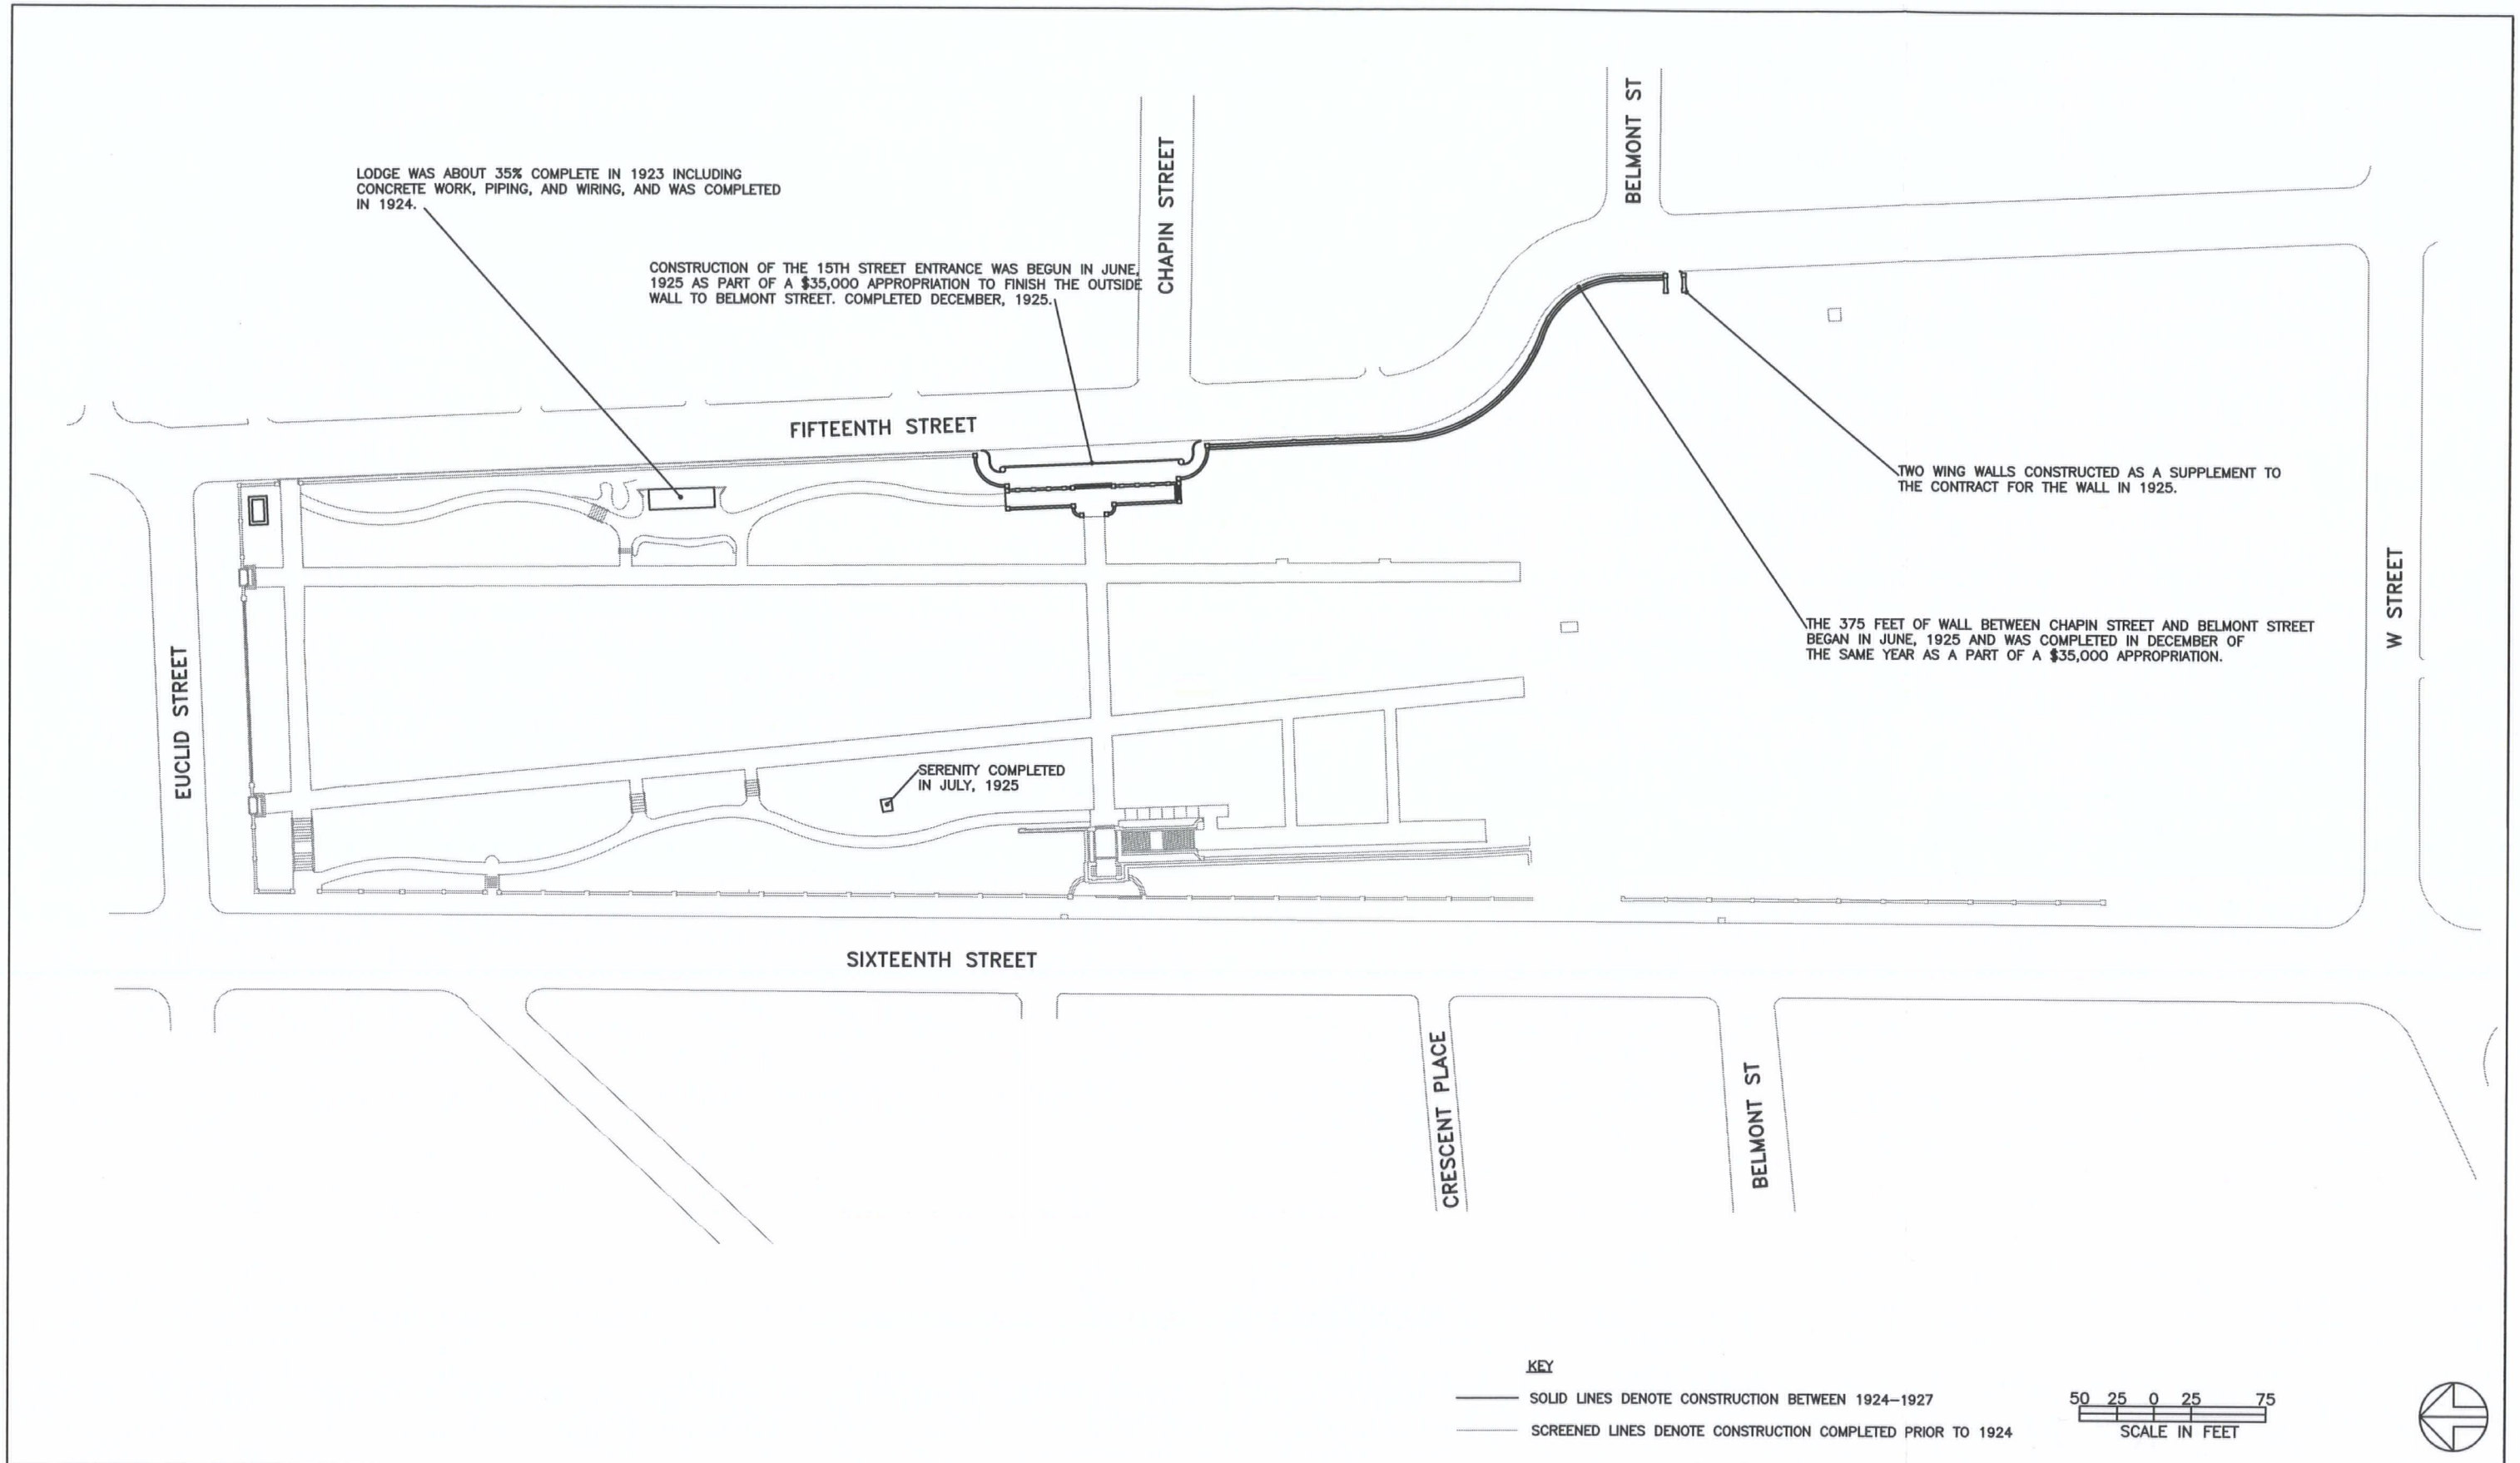 BELMONT ST
CHAPIN STREET
LODGE WAS ABOUT 35% COMPLETE IN 1923 INCLUDING
CONCRETE WORK, PIPING, AND WIRING, AND WAS COMPLETED
IN 1924.
CONSTRUCTION OF THE 15TH STREET ENTRANCE WAS BEGUN IN JUNE,
1925 AS PART OF A $35,000 APPROPRIATION TO FINISH THE OUTSIDE
WALL TO BELMONT STREET. COMPLETED DECEMBER, 1925.
FIFTEENTH STREET
TWO WING WALLS CONSTRUCTED AS A SUPPLEMENT TO
THE CONTRACT FOR THE WALL IN 1925.
W STREET
THE 375 FEET OF WALL BETWEEN CHAPIN STREET AND BELMONT STREET
BEGAN IN JUNE, 1925 AND WAS COMPLETED IN DECEMBER OF
THE SAME YEAR AS A PART OF A $35,000 APPROPRIATION.
EUCLID STREET
SERENITY COMPLETED
IN JULY, 1925
SIXTEENTH STREET
CRESCENT PLACE
BELMONT ST
KEY
SOLID LINES DENOTE CONSTRUCTION BETWEEN 1924-1927
SCREENED LINES DENOTE CONSTRUCTION COMPLETED PRIOR TO 1924
50 25 0 25 75
SCALE IN FEET